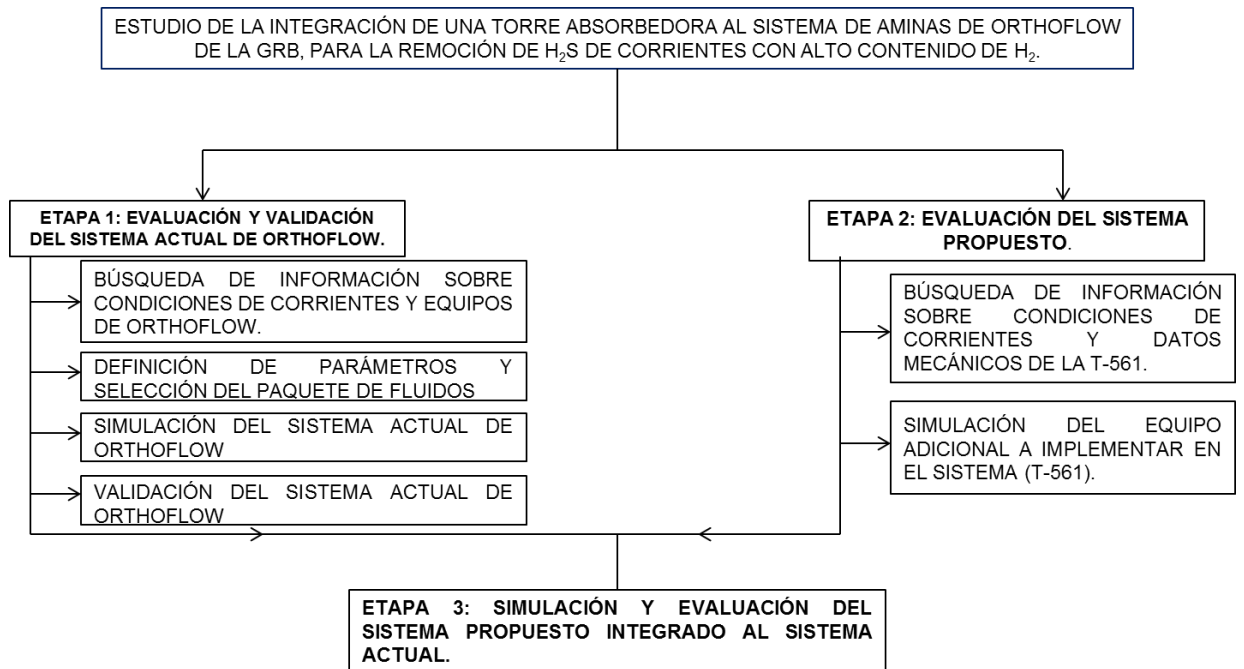 ESTUDIO DE LA INTEGRACIÓN DE UNA TORRE ABSORBEDORA AL SISTEMA DE AMINAS DE ORTHOFLOW
DE LA GRB, PARA LA REMOCIÓN DE H₂S DE CORRIENTES CON ALTO CONTENIDO DE H₂.
ETAPA 1: EVALUACIÓN Y VALIDACIÓN
DEL SISTEMA ACTUAL DE ORTHOFLOW.
BÚSQUEDA DE INFORMACIÓN SOBRE
CONDICIONES DE CORRIENTES Y EQUIPOS
DE ORTHOFLOW.
DEFINICIÓN DE PARÁMETROS Y
SELECCIÓN DEL PAQUETE DE FLUIDOS
SIMULACIÓN DEL SISTEMA ACTUAL DE
ORTHOFLOW
VALIDACIÓN DEL SISTEMA ACTUAL DE
ORTHOFLOW
ETAPA 2: EVALUACIÓN DEL SISTEMA
PROPUESTO.
BÚSQUEDA DE INFORMACIÓN
SOBRE CONDICIONES DE
CORRIENTES Y DATOS
MECÁNICOS DE LA T-561.
SIMULACIÓN DEL EQUIPO
ADICIONAL A IMPLEMENTAR EN
EL SISTEMA (T-561).
ETAPA 3: SIMULACIÓN Y EVALUACIÓN DEL
SISTEMA PROPUESTO INTEGRADO AL SISTEMA
ACTUAL.